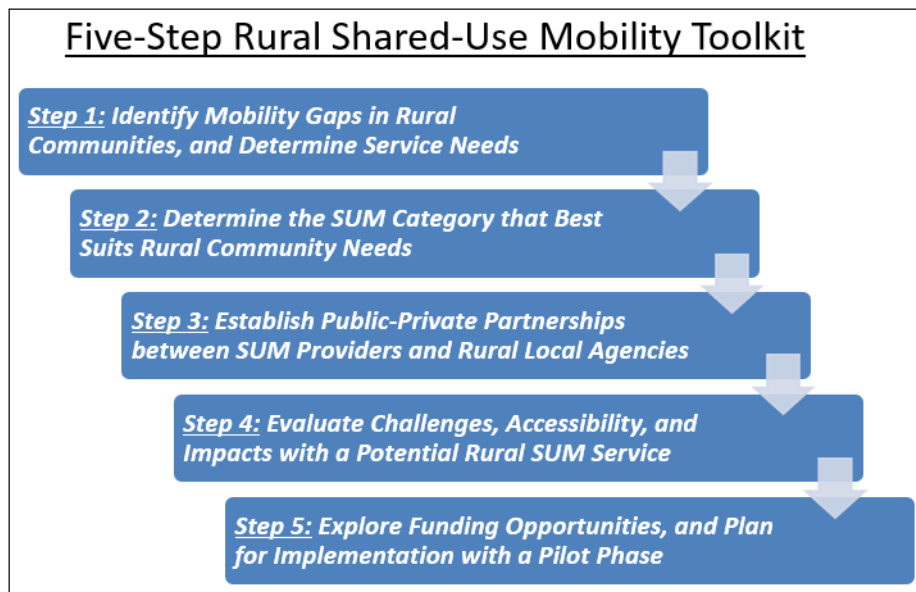 Five-Step Rural Shared-Use Mobility Toolkit
Step 1: Identify Mobility Gaps in Rural
Communities, and Determine Service Needs
Step 2: Determine the SUM Category that Best
Suits Rural Community Needs
Step 3: Establish Public-Private Partnerships
between SUM Providers and Rural Local Agencies
Step 4: Evaluate Challenges, Accessibility, and
Impacts with a Potential Rural SUM Service
Step 5: Explore Funding Opportunities, and Plan
for Implementation with a Pilot Phase